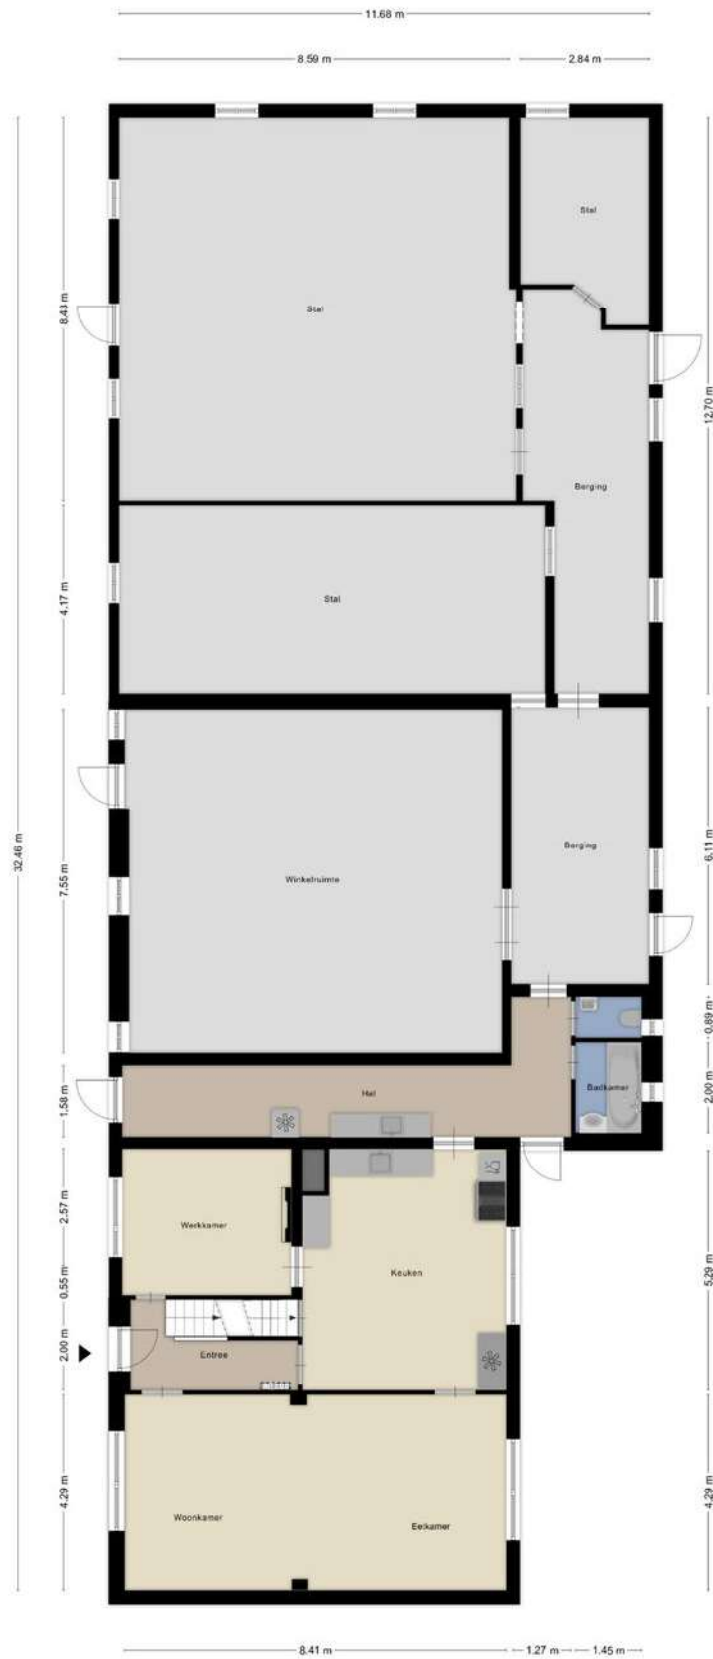 11.68 m
8.59 m
2.84 m
Stal
Stal
8.43 m
12.70 m
Berging
4.17 m
Stal
32.46 m
7.55 m
Winkelruimte
Berging
6.11 m
0.89 m
1.58 m
Hal
Badkamer
2.00 m
2.57 m
Werkkamer
Keuken
5.29 m
0.55 m
2.00 m
Entree
4.29 m
Woonkamer
Eetkamer
4.29 m
8.41 m
1.27 m
1.45 m